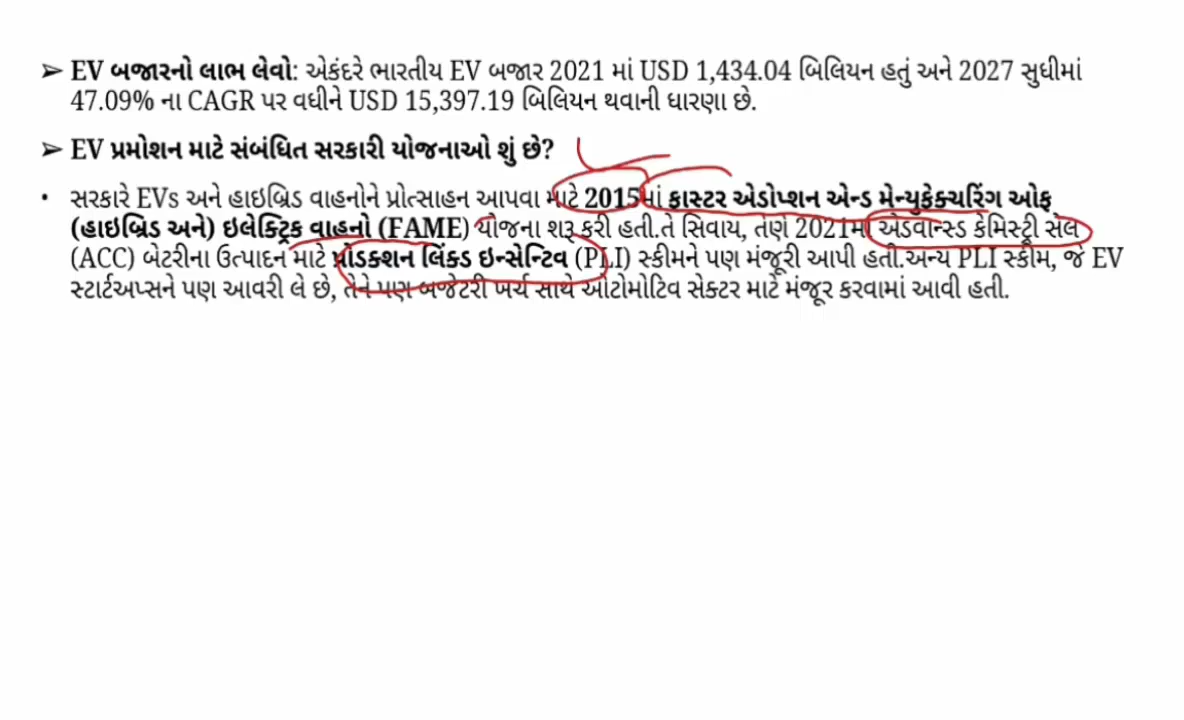 ➢ EV બજારનો લાભ લેવો: એકંદરે ભારતીય EV બજાર 2021 માં USD 1,434.04 બિલિયન હતું અને 2027 સુધીમાં
47.09% ના CAGR પર વધીને USD 15,397.19 બિલિયન થવાની ધારણા છે.
➢ EV પ્રમોશન માટે સંબંધિત સરકારી યોજનાઓ શું છે?
• સરકારે EVs અને હાઇબ્રિડ વાહનોને પ્રોત્સાહન આપવા માટે 2015માં ફાસ્ટર એડોપ્શન એન્ડ મેન્યુફેક્ચરિંગ ઓફ
(હાઇબ્રિડ અને) ઇલેક્ટ્રિક વાહનો (FAME) યોજના શરૂ કરી હતી.તે સિવાય, તેણે 2021માં એડવાન્સ્ડ કેમિસ્ટ્રી સેલ
(ACC) બેટરીના ઉત્પાદન માટે પ્રોડક્શન લિંક્ડ ઇન્સેન્ટિવ (PLI) સ્કીમને પણ મંજૂરી આપી હતી.અન્ય PLI સ્કીમ, જે EV
સ્ટાર્ટઅપ્સને પણ આવરી લે છે, તેને પણ બજેટરી ખર્ચ સાથે ઓટોમોટિવ સેક્ટર માટે મંજૂર કરવામાં આવી હતી.